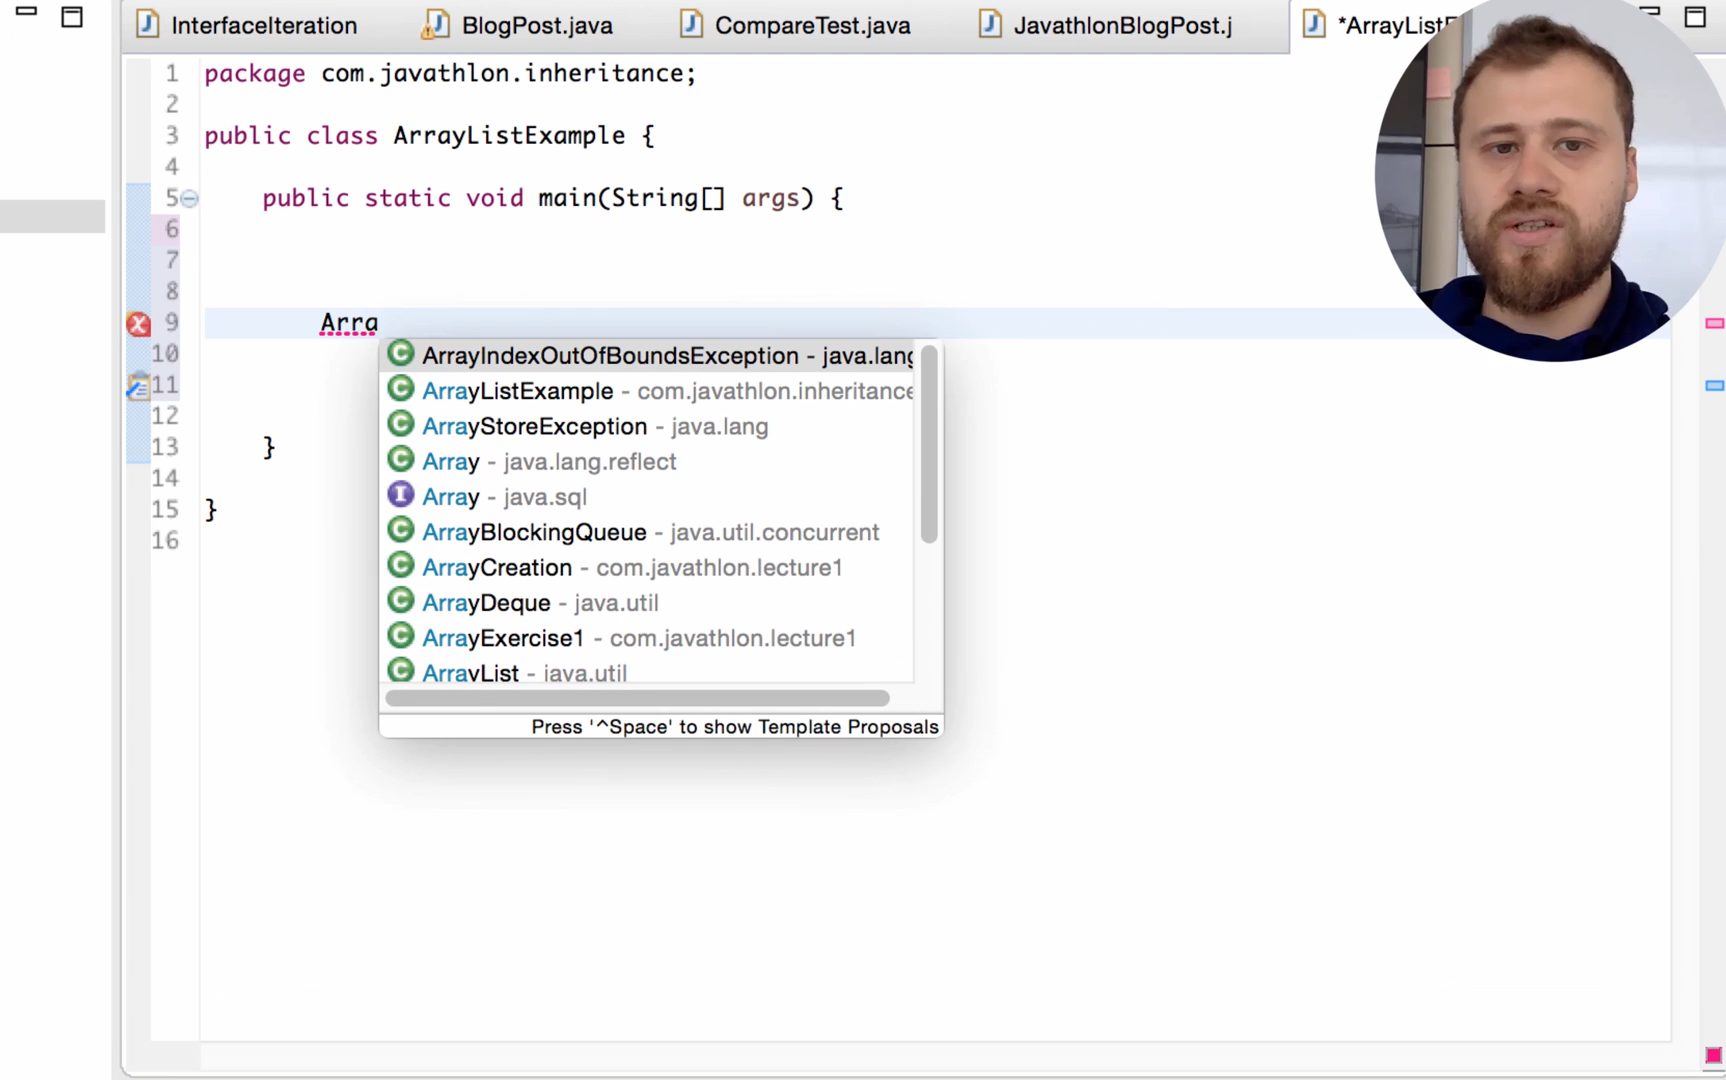 InterfaceIteration BlogPost.java CompareTest.java JavathlonBlogPost.j *ArrayListE
1 package com.javathlon.inheritance;
2
3 public class ArrayListExample {
4
5 public static void main(String[] args) {
6
7
8
9 Arra
10
11
12
13 }
14
15 }
16
ArrayIndexOutOfBoundsException - java.lang
ArrayListExample - com.javathlon.inheritance
ArrayStoreException - java.lang
Array - java.lang.reflect
Array - java.sql
ArrayBlockingQueue - java.util.concurrent
ArrayCreation - com.javathlon.lecture1
ArrayDeque - java.util
ArrayExercise1 - com.javathlon.lecture1
ArrayList - java.util
Press '^Space' to show Template Proposals